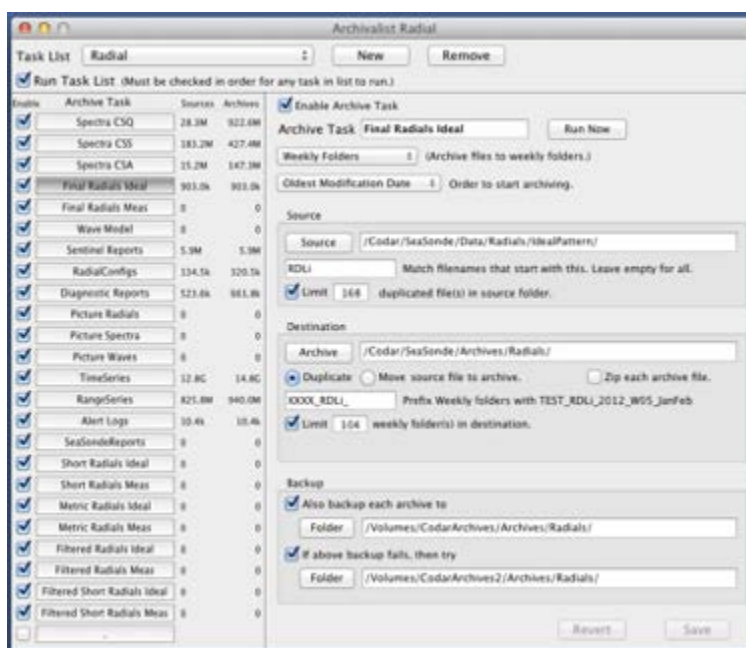 Archivalist Radial
Task List Radial New Remove
Run Task List (Must be checked in order for any task in list to run.)
Enable Archive Task Sources Archives
Spectra CSQ 28.3M 922.6M
Spectra CSS 183.2M 427.4M
Spectra CSA 15.2M 147.3M
Final Radials Ideal 903.0k 903.0k
Final Radials Meas 0 0
Wave Model 0 0
Sentinel Reports 5.9M 5.9M
RadialConfigs 334.5k 320.5k
Diagnostic Reports 523.6k
Picture Radials 0 0
Picture Spectra 0 0
Picture Waves 0 0
TimeSeries 12.8G 14.8G
RangeSeries 825.8M 940.0M
Alert Logs 10.4k 10.4k
SeaSondeReports 0 0
Short Radials Ideal 0 0
Short Radials Meas 0 0
Metric Radials Ideal 0 0
Metric Radials Meas 0 0
Filtered Radials Ideal 0 0
Filtered Radials Meas 0 0
Filtered Short Radials Ideal 0 0
Filtered Short Radials Meas 0 0
-
Enable Archive Task
Archive Task Final Radials Ideal Run Now
Weekly Folders (Archive files to weekly folders.)
Oldest Modification Date Order to start archiving.
Source
Source /Codar/SeaSonde/Data/Radials/IdealPattern/
RDLi Match filenames that start with this. Leave empty for all.
Limit 168 duplicated file(s) in source folder.
Destination
Archive /Codar/SeaSonde/Archives/Radials/
Duplicate Move source file to archive. Zip each archive file.
XXXX_RDLi_ Prefix Weekly folders with TEST_RDLi_2012_W05_JanFeb
Limit 104 weekly folder(s) in destination.
Backup
Also backup each archive to
Folder /Volumes/CodarArchives/Archives/Radials/
If above backup fails, then try
Folder /Volumes/CodarArchives2/Archives/Radials/
Revert Save